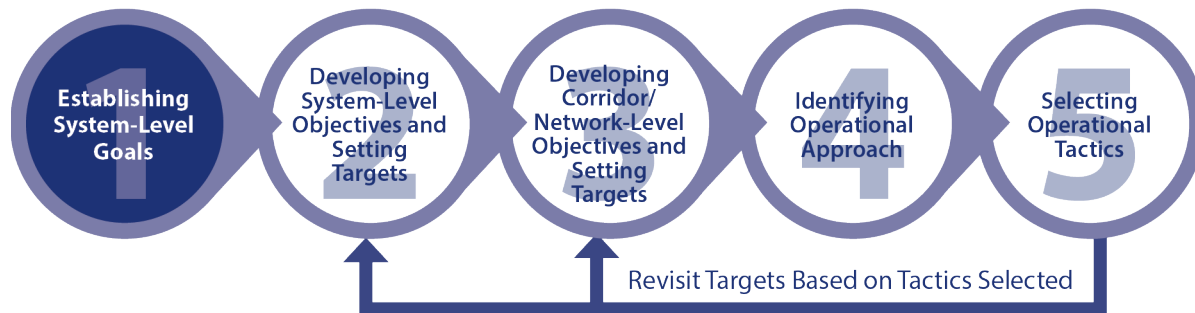 1
Establishing
System-Level
Goals
2
Developing
System-Level
Objectives and
Setting
Targets
3
Developing
Corridor/
Network-Level
Objectives and
Setting
Targets
4
Identifying
Operational
Approach
5
Selecting
Operational
Tactics
Revisit Targets Based on Tactics Selected